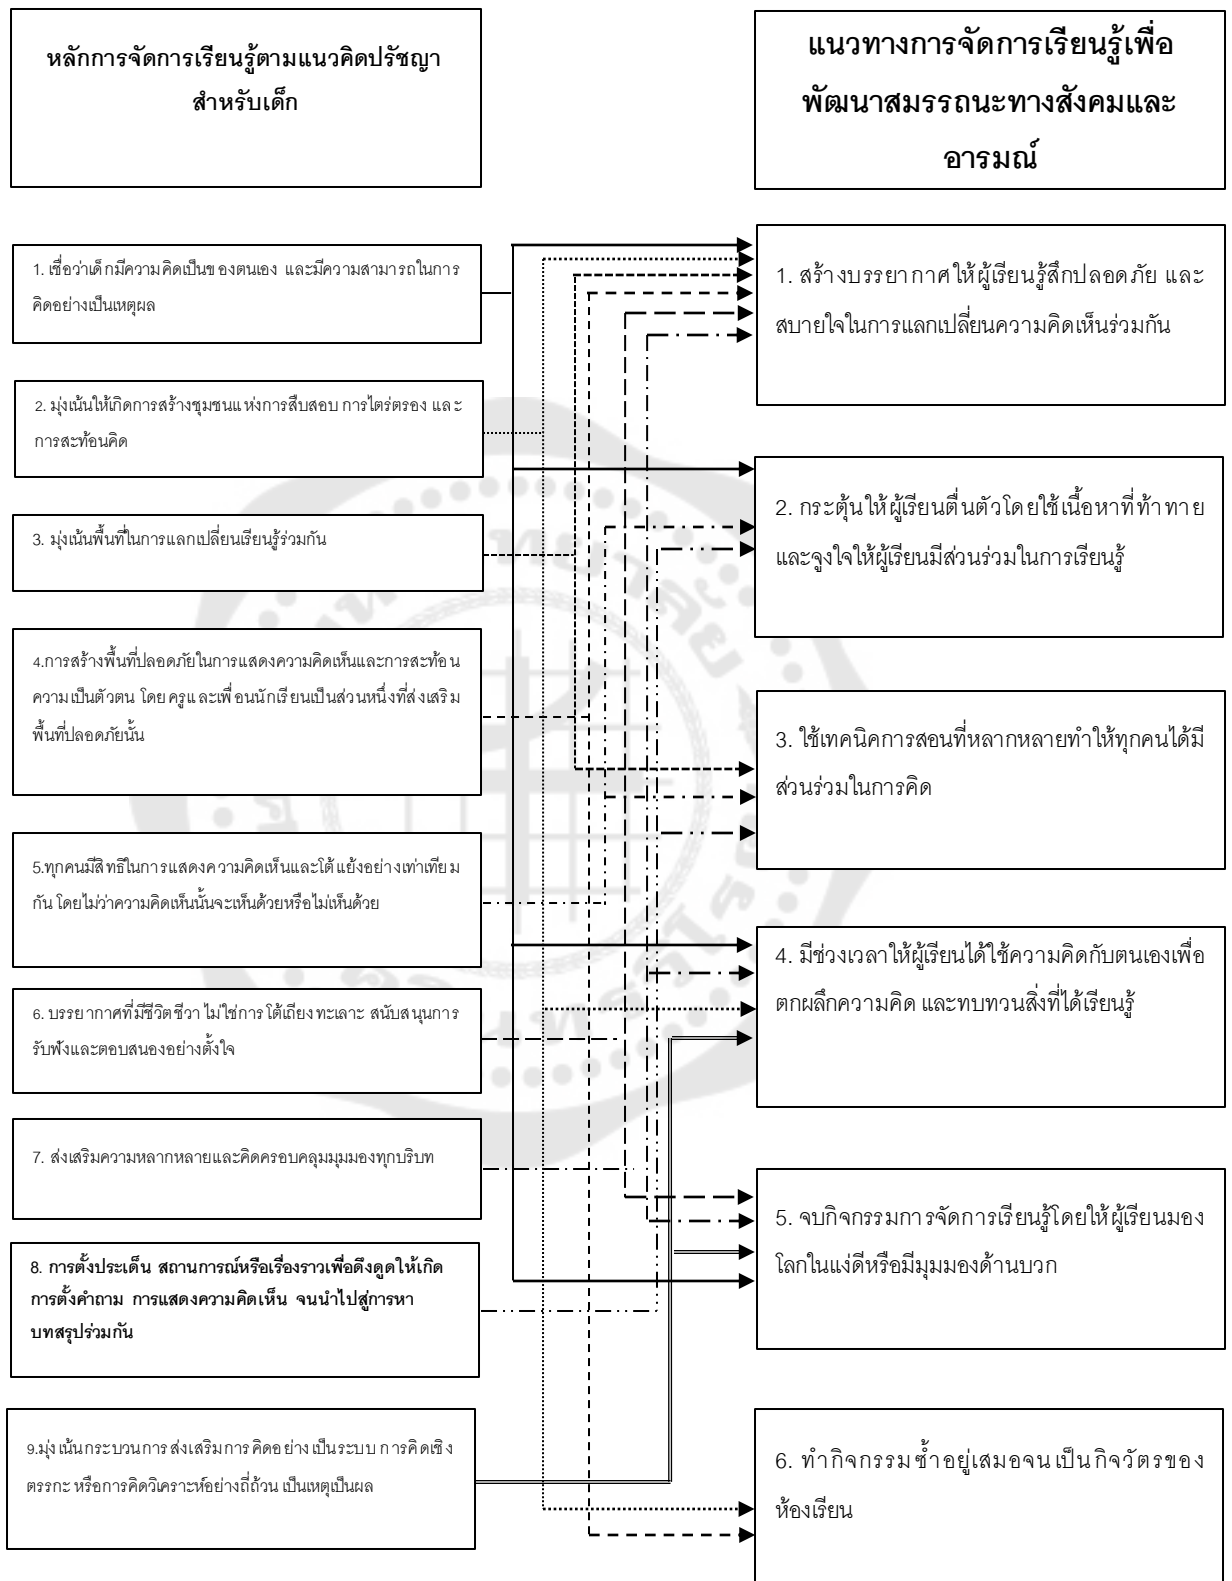 หลักการจัดการเรียนรู้ตามแนวคิดปรัชญา
สำหรับเด็ก
แนวทางการจัดการเรียนรู้เพื่อ
พัฒนาสมรรถนะทางสังคมและ
อารมณ์
1. เชื่อว่าเด็กมีความคิดเป็นของตนเอง และมีความสามารถในการ
คิดอย่างเป็นเหตุผล
2. มุ่งเน้นให้เกิดการสร้างชุมชนแห่งการสืบสอบ การไตร่ตรอง และ
การสะท้อนคิด
3. มุ่งเน้นพื้นที่ในการแลกเปลี่ยนเรียนรู้ร่วมกัน
4.การสร้างพื้นที่ปลอดภัยในการแสดงความคิดเห็นและการสะท้อน
ความเป็นตัวตน โดยครูและเพื่อนนักเรียนเป็นส่วนหนึ่งที่ส่งเสริม
พื้นที่ปลอดภัยนั้น
5.ทุกคนมีสิทธิในการแสดงความคิดเห็นและโต้แย้งอย่างเท่าเทียม
กัน โดยไม่ว่าความคิดเห็นนั้นจะเห็นด้วยหรือไม่เห็นด้วย
6. บรรยากาศที่มีชีวิตชีวา ไม่ใช่การโต้เถียงทะเลาะ สนับสนุนการ
รับฟังและตอบสนองอย่างตั้งใจ
7. ส่งเสริมความหลากหลายและคิดครอบคลุมมุมมองทุกบริบท
8. การตั้งประเด็น สถานการณ์หรือเรื่องราวเพื่อดึงดูดให้เกิด
การตั้งคำถาม การแสดงความคิดเห็น จนนำไปสู่การหา
บทสรุปร่วมกัน
9.มุ่งเน้นกระบวนการส่งเสริมการคิดอย่างเป็นระบบ การคิดเชิง
ตรรกะ หรือการคิดวิเคราะห์อย่างถี่ถ้วน เป็นเหตุเป็นผล
1. สร้างบรรยากาศให้ผู้เรียนรู้สึกปลอดภัย และ
สบายใจในการแลกเปลี่ยนความคิดเห็นร่วมกัน
2. กระตุ้นให้ผู้เรียนตื่นตัวโดยใช้เนื้อหาที่ท้าทาย
และจูงใจให้ผู้เรียนมีส่วนร่วมในการเรียนรู้
3. ใช้เทคนิคการสอนที่หลากหลายทำให้ทุกคนได้มี
ส่วนร่วมในการคิด
4. มีช่วงเวลาให้ผู้เรียนได้ใช้ความคิดกับตนเองเพื่อ
ตกผลึกความคิด และทบทวนสิ่งที่ได้เรียนรู้
5. จบกิจกรรมการจัดการเรียนรู้โดยให้ผู้เรียนมอง
โลกในแง่ดีหรือมีมุมมองด้านบวก
6. ทำกิจกรรมซ้ำอยู่เสมอจนเป็นกิจวัตรของ
ห้องเรียน